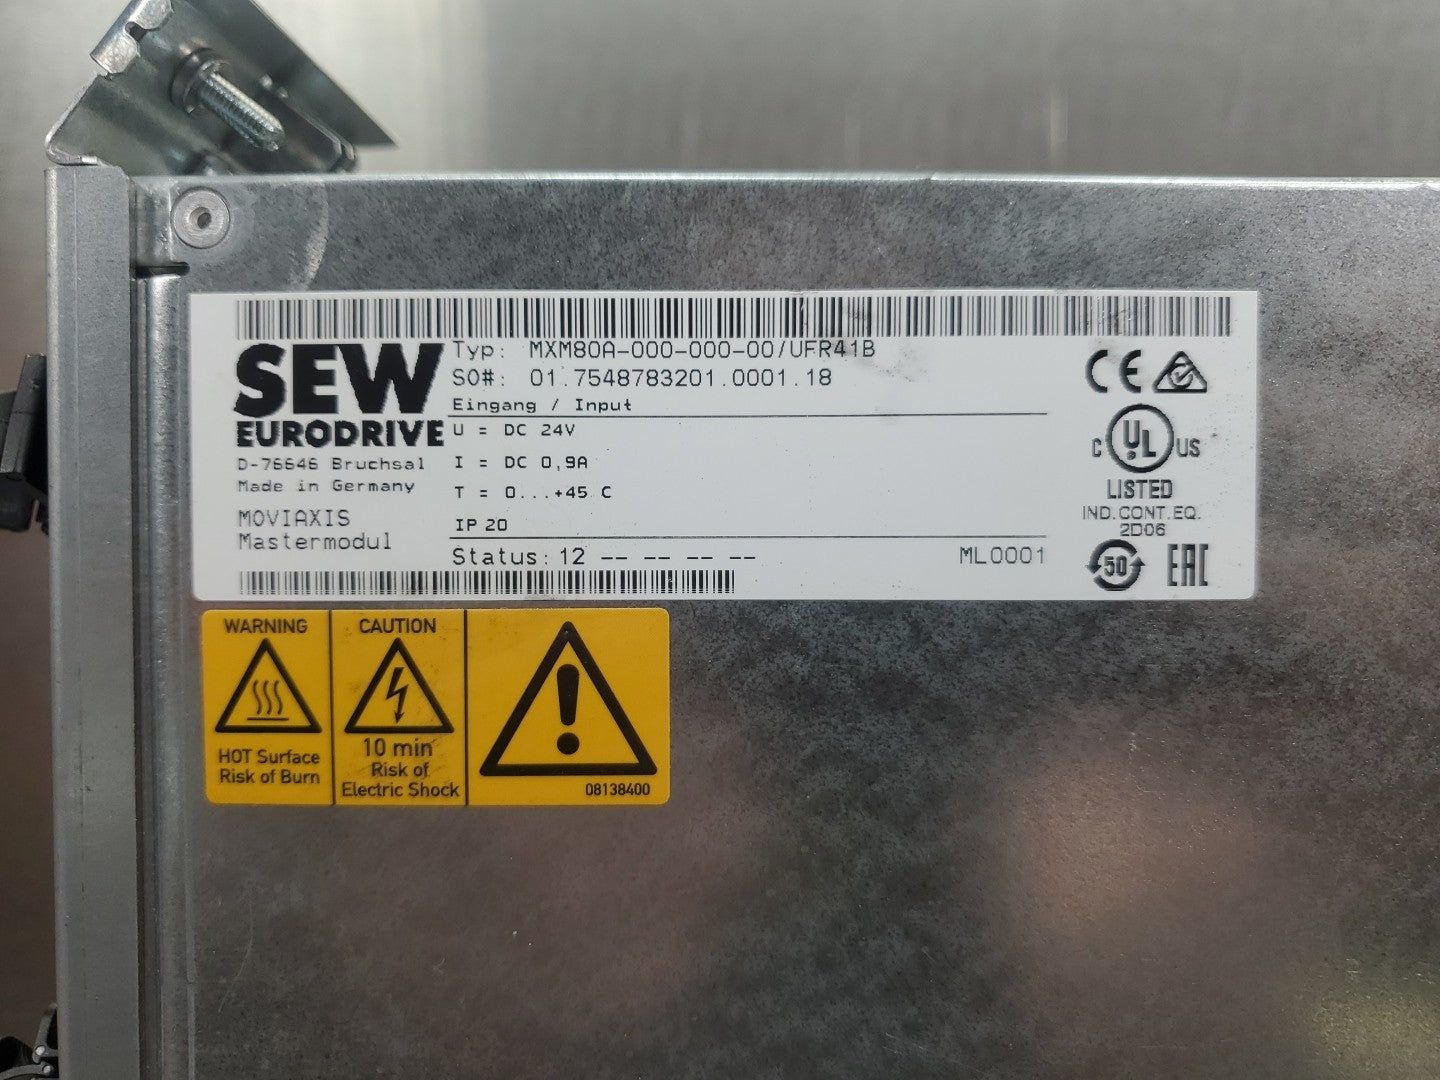 SEW
EURODRIVE
D-76646 Bruchsal
Made in Germany
MOVIAXIS
Mastermodul
Typ: MXM80A-000-000-00/UFR41B
SO#: 01.7548783201.0001.18
Eingang / Input
U = DC 24V
I = DC 0,9A
T = 0...+45 C
IP 20
Status: 12 -- -- -- --
ML0001
CE
C UL US
LISTED
IND.CONT.EQ.
2D06
50
EAC
WARNING
HOT Surface
Risk of Burn
CAUTION
10 min
Risk of
Electric Shock
08138400